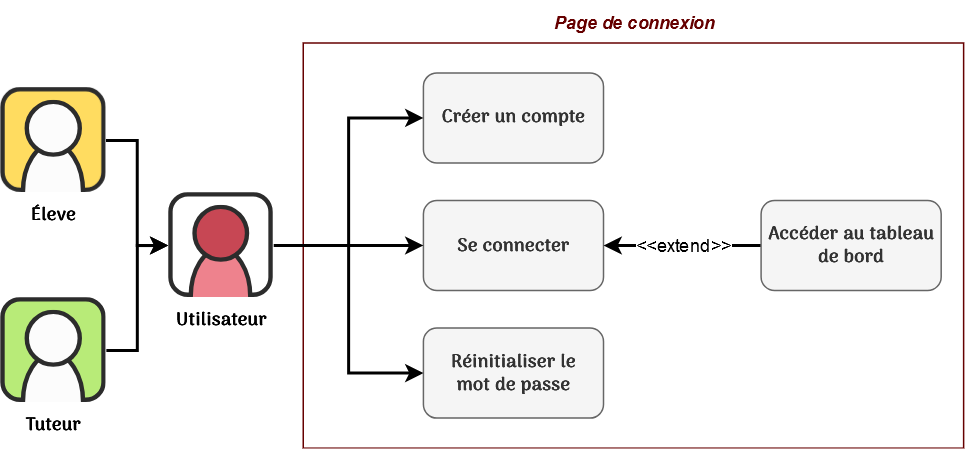 Page de connexion
Créer un compte
Éleve
Se connecter
<<extend>>
Accéder au tableau
de bord
Utilisateur
Réinitialiser le
mot de passe
Tuteur